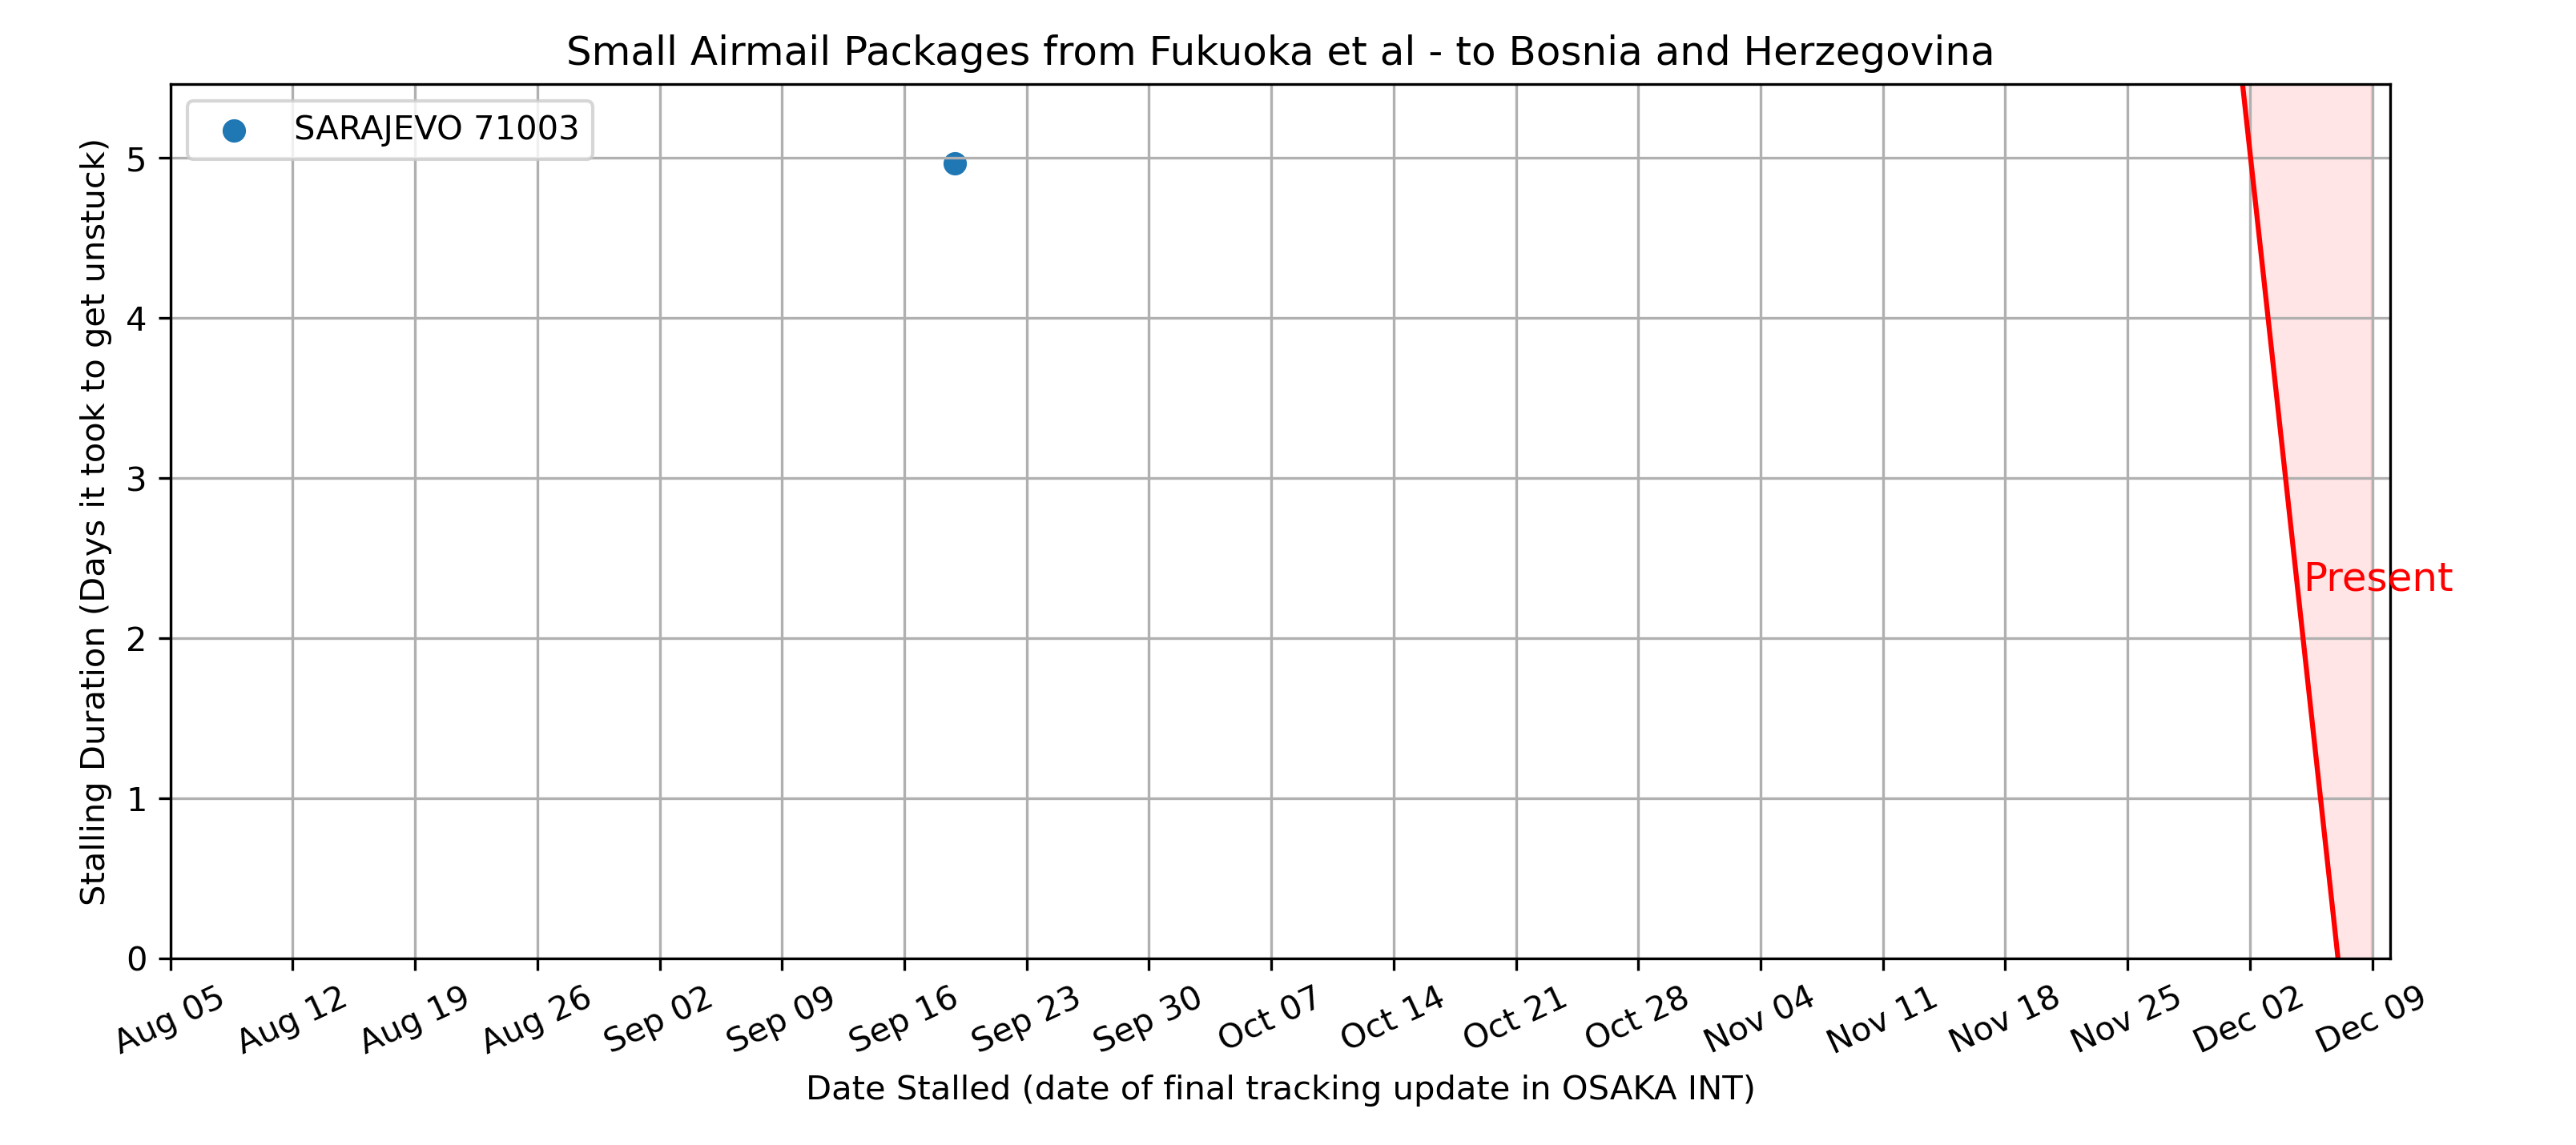 Small Airmail Packages from Fukuoka et al - to Bosnia and Herzegovina
SARAJEVO 71003
Stalling Duration (Days it took to get unstuck)
5
4
3
2
1
0
Present
Aug 05
Aug 12
Aug 19
Aug 26
Sep 02
Sep 09
Sep 16
Sep 23
Sep 30
Oct 07
Oct 14
Oct 21
Oct 28
Nov 04
Nov 11
Nov 18
Nov 25
Dec 02
Dec 09
Date Stalled (date of final tracking update in OSAKA INT)